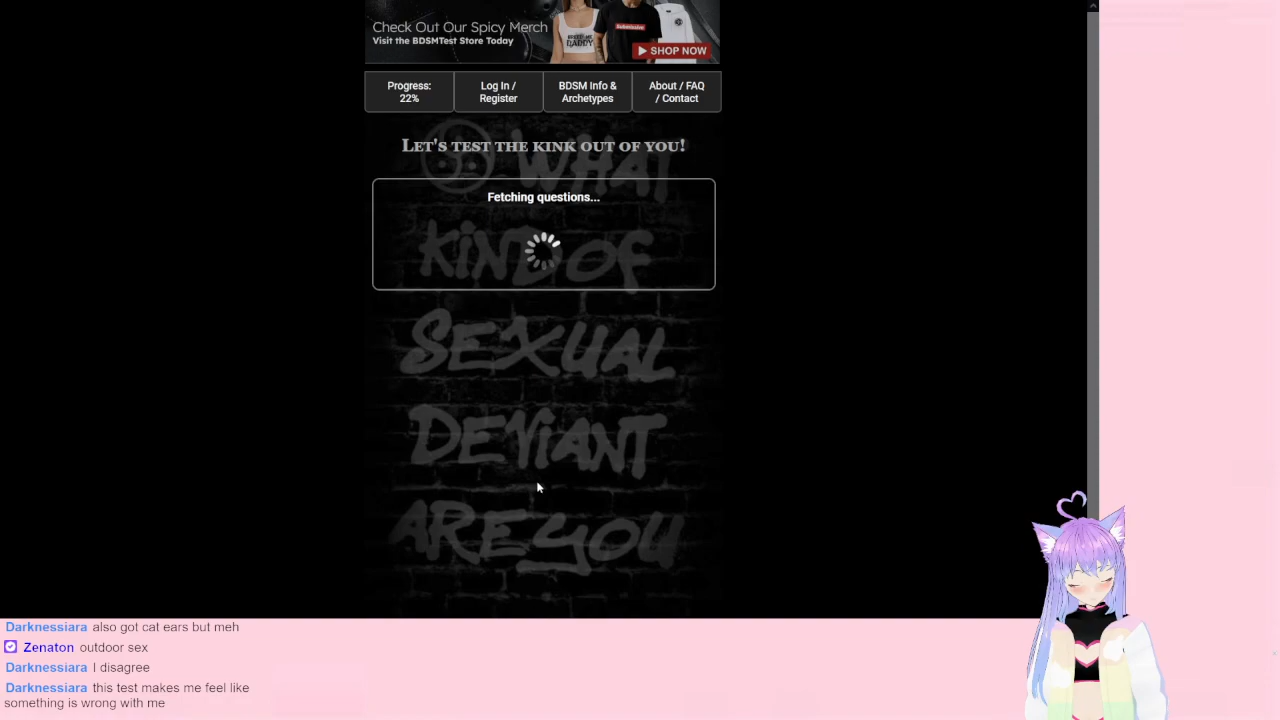 Check Out Our Spicy Merch
Visit the BDSMTest Store Today
DADDY
Submissive
SHOP NOW
Progress:
22%
Log In /
Register
BDSM Info &
Archetypes
About / FAQ
/ Contact
Let's test the kink out of you!
WHAT
Fetching questions...
KIND OF
SEXUAL
DEVIANT
ARE YOU
Darknessiara also got cat ears but meh
Zenaton outdoor sex
Darknessiara I disagree
Darknessiara this test makes me feel like
something is wrong with me